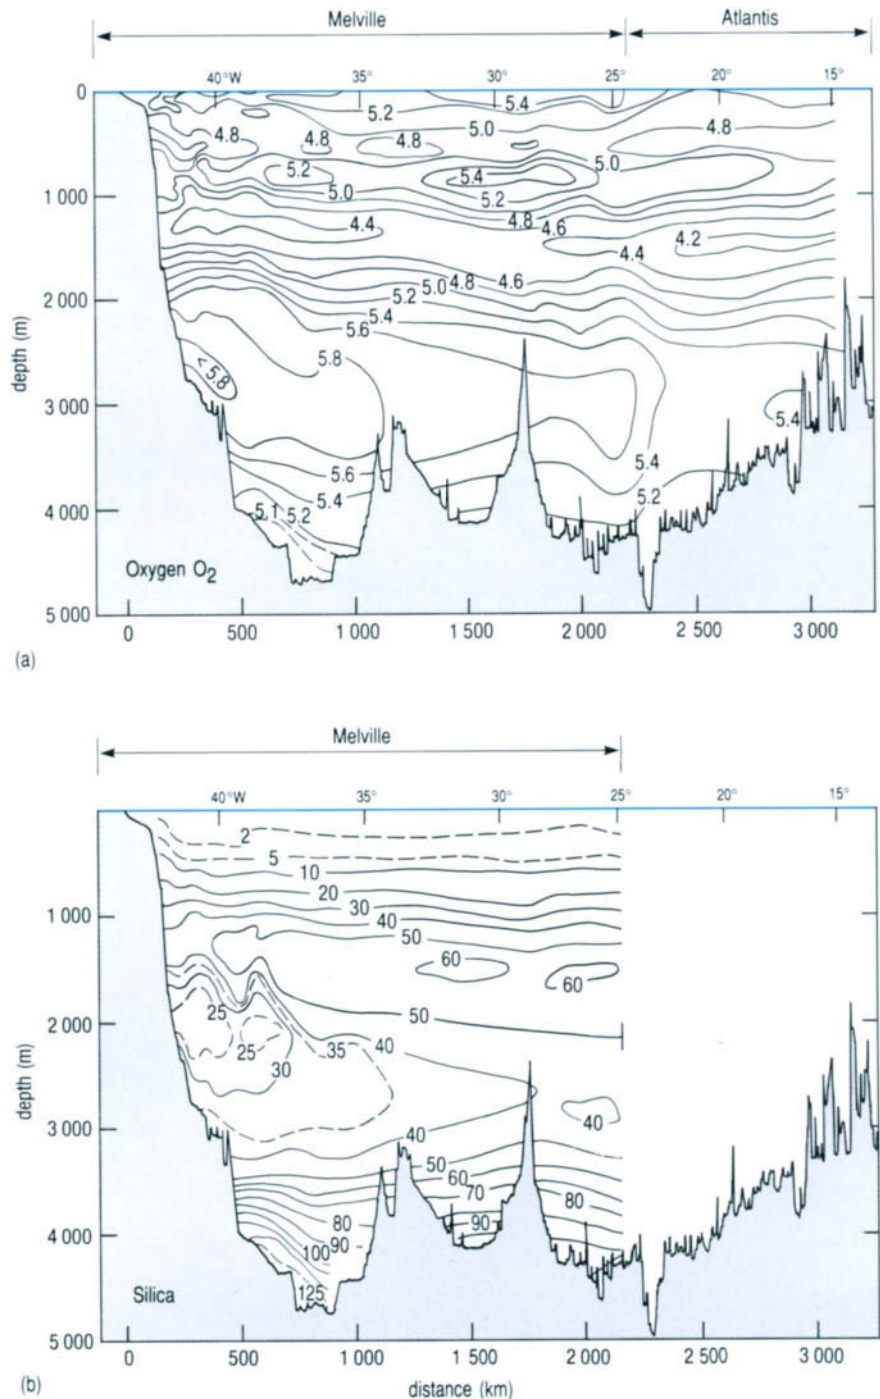 Melville Atlantis
40°W 35° 30° 25° 20° 15°
0
5.2 5.4
4.8 4.8 4.8 5.0 4.8
5.2 5.4 5.0
5.0 5.2
1 000
4.4 4.8 4.6 4.2
4.4
5.0 4.8 4.6
2 000
5.2
5.4
5.6
5.8
< 5.8
3 000
5.4
5.6 5.4
5.4 5.2
4 000
5.1 5.2
Oxygen O2
5 000
depth (m)
0 500 1 000 1 500 2 000 2 500 3 000
(a)
Melville
40°W 35° 30° 25° 20° 15°
0
2
5
10
20
30
1 000
40
50
60 60
50
2 000
25 35 40
25
30
3 000
40 40
50
60
70 80
80
4 000
90 90
100
125
Silica
5 000
depth (m)
0 500 1 000 1 500 2 000 2 500 3 000
(b) distance (km)